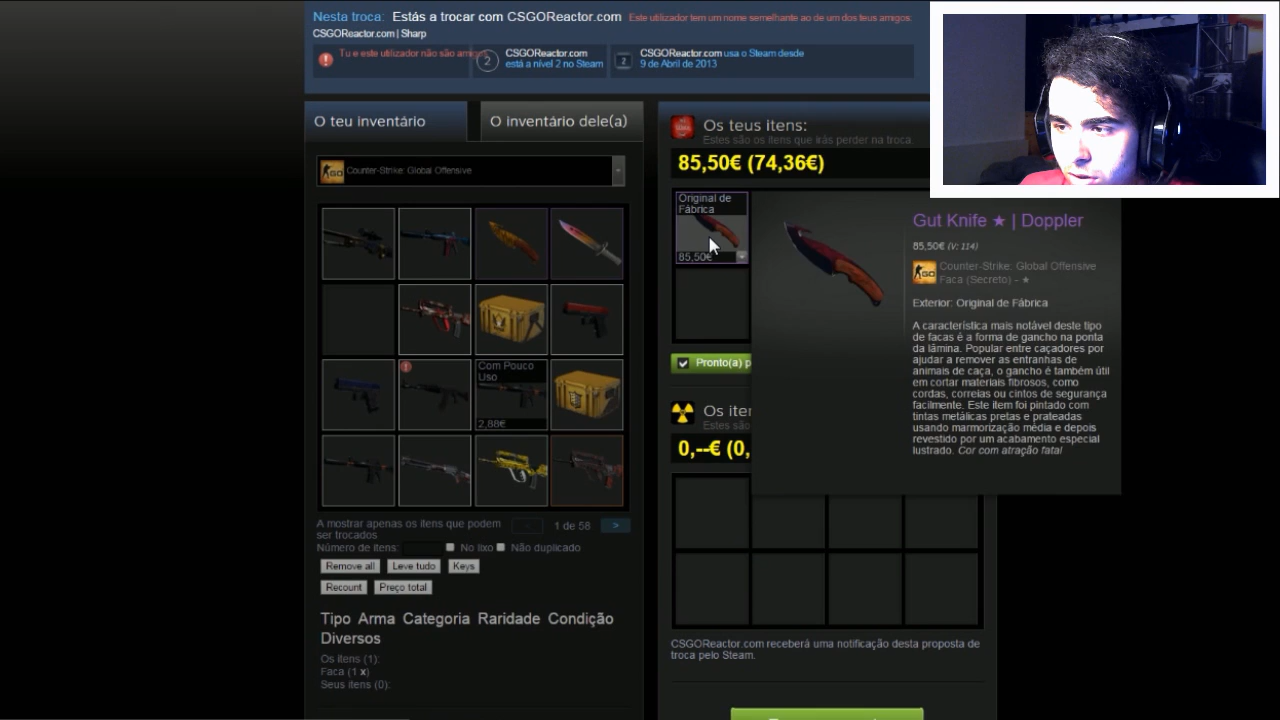 Nesta troca: Estás a trocar com CSGOReactor.com Este utilizador tem um nome semelhante ao de um dos teus amigos:
CSGOReactor.com | Sharp
Tu e este utilizador não são amigos
2
CSGOReactor.com
está a nível 2 no Steam
2
CSGOReactor.com usa o Steam desde
9 de Abril de 2013
O teu inventário
O inventário dele(a)
Counter-Strike: Global Offensive
Com Pouco
Uso
2,88€
A mostrar apenas os itens que podem
ser trocados
1 de 58
>
Número de itens:
No lixo
Não duplicado
Remove all
Leve tudo
Keys
Recount
Preço total
Tipo Arma Categoria Raridade Condição
Diversos
Os itens (1):
Faca (1 x)
Seus itens (0):
Os teus itens:
Estes são os itens que irás perder na troca.
85,50€ (74,36€)
Original de
Fábrica
85,50€
Pronto(a) p
Os iter
Estes são
0,--€ (0,
Gut Knife ★ | Doppler
85,50€ (V: 114)
Counter-Strike: Global Offensive
Faca (Secreto) - ★
Exterior: Original de Fábrica
A característica mais notável deste tipo
de facas é a forma de gancho na ponta
da lâmina. Popular entre caçadores por
ajudar a remover as entranhas de
animais de caça, o gancho é também útil
em cortar materiais fibrosos, como
cordas, correias ou cintos de segurança
facilmente. Este item foi pintado com
tintas metálicas pretas e prateadas
usando marmorização média e depois
revestido por um acabamento especial
lustrado. Cor com atração fatal
CSGOReactor.com receberá uma notificação desta proposta de
troca pelo Steam.